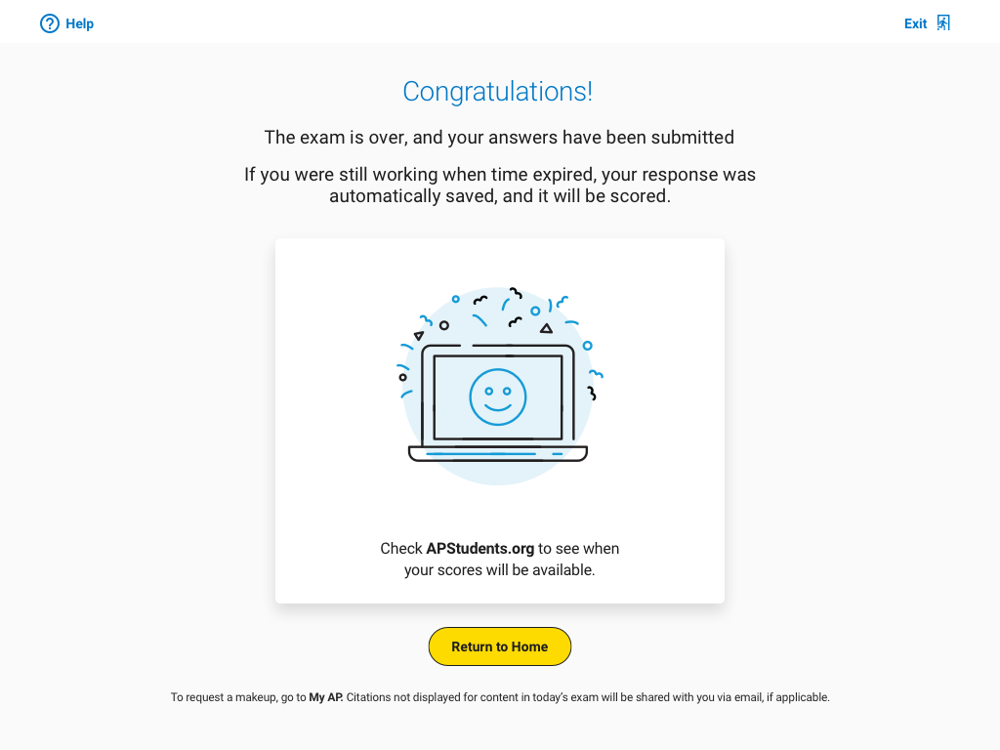 Help
Exit
Congratulations!
The exam is over, and your answers have been submitted
If you were still working when time expired, your response was
automatically saved, and it will be scored.
Check APStudents.org to see when
your scores will be available.
Return to Home
To request a makeup, go to My AP. Citations not displayed for content in today’s exam will be shared with you via email, if applicable.